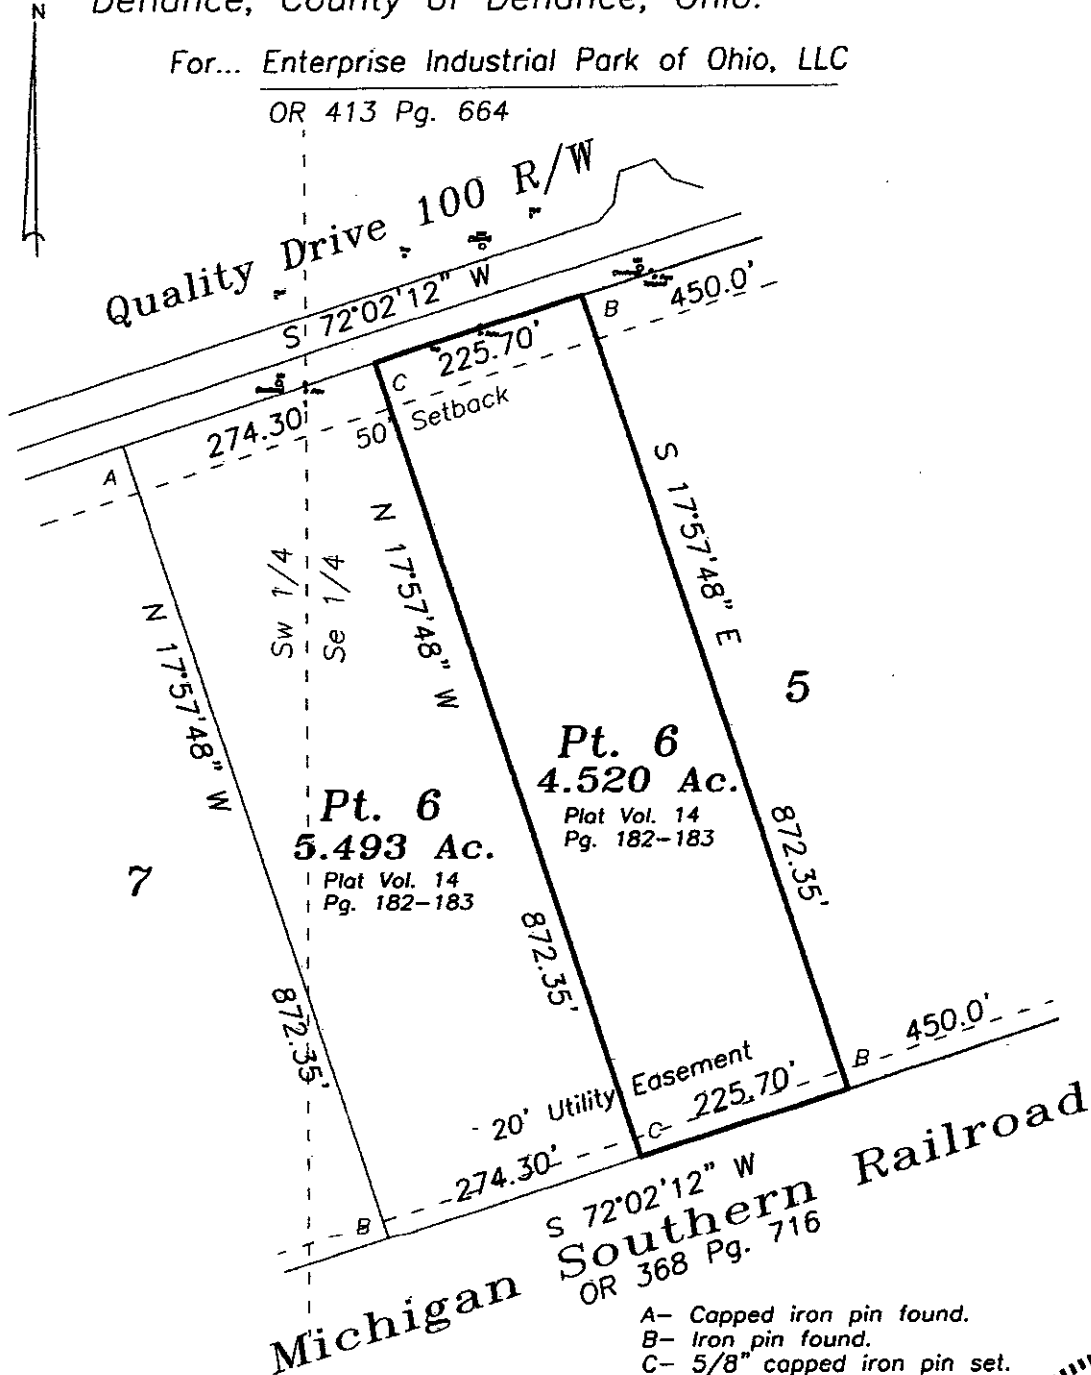 N
Defiance, County of Defiance, Ohio.
For... Enterprise Industrial Park of Ohio, LLC
OR 413 Pg. 664
Quality Drive 100 R/W
S 72°02'12" W
450.0'
B
225.70'
C
50' Setback
274.30'
A
S 17°57'48" E
N 17°57'48" W
Sw 1/4
Se 1/4
N 17°57'48" W
5
Pt. 6
4.520 Ac.
Plat Vol. 14
Pg. 182-183
Pt. 6
5.493 Ac.
Plat Vol. 14
Pg. 182-183
7
872.35'
872.35'
872.35'
450.0'
B
20' Utility Easement
225.70'
C
274.30'
B
S 72°02'12" W
Michigan Southern Railroad
OR 368 Pg. 716
A- Capped iron pin found.
B- Iron pin found.
C- 5/8" capped iron pin set.